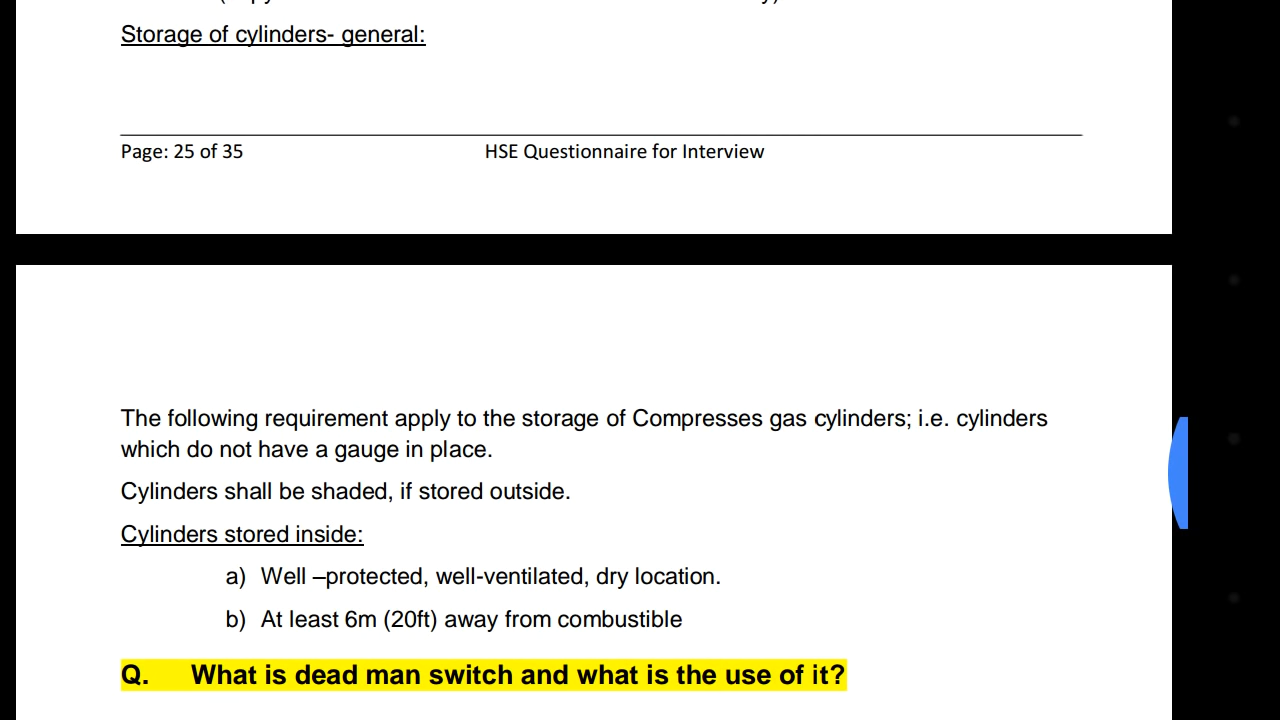 Storage of cylinders- general:
Page: 25 of 35 HSE Questionnaire for Interview
The following requirement apply to the storage of Compresses gas cylinders; i.e. cylinders
which do not have a gauge in place.
Cylinders shall be shaded, if stored outside.
Cylinders stored inside:
a) Well –protected, well-ventilated, dry location.
b) At least 6m (20ft) away from combustible
Q. What is dead man switch and what is the use of it?